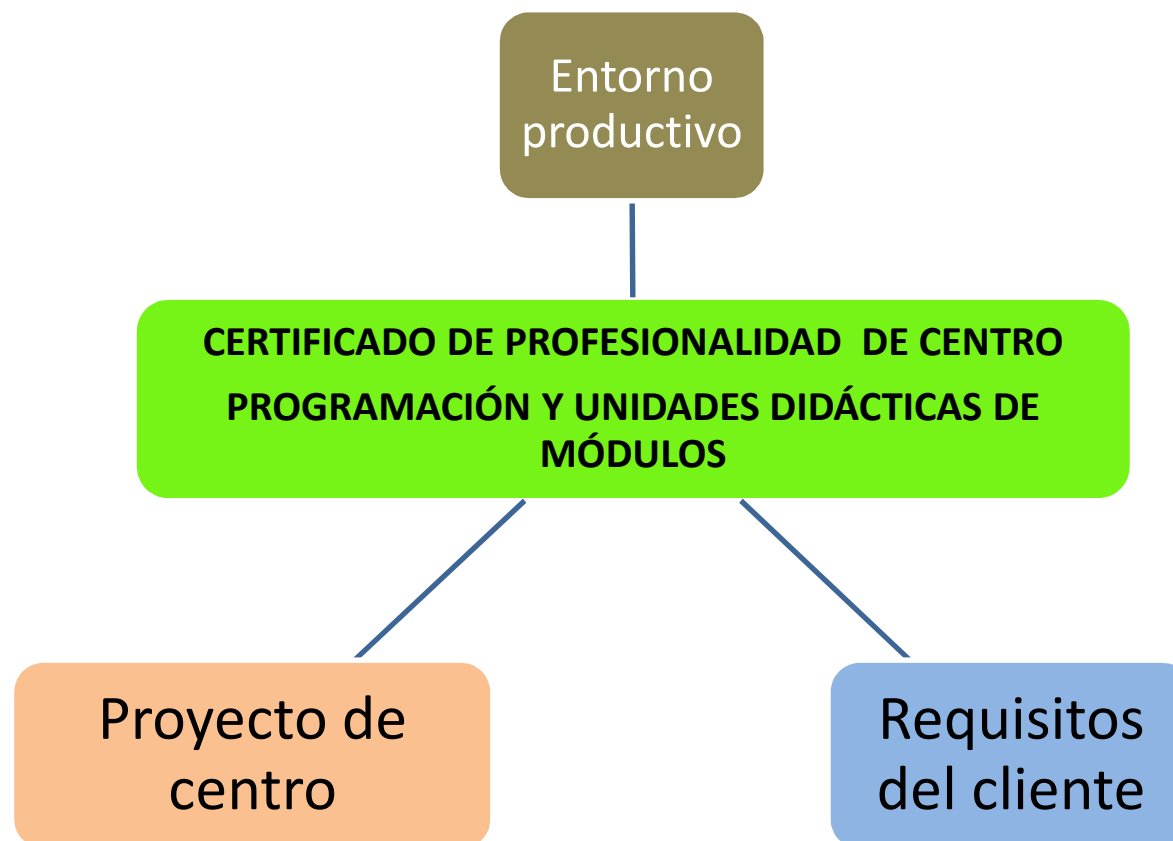 Entorno
productivo
CERTIFICADO DE PROFESIONALIDAD  DE CENTRO
PROGRAMACIÓN Y UNIDADES DIDÁCTICAS DE
MÓDULOS
Proyecto de
centro
Requisitos
del cliente